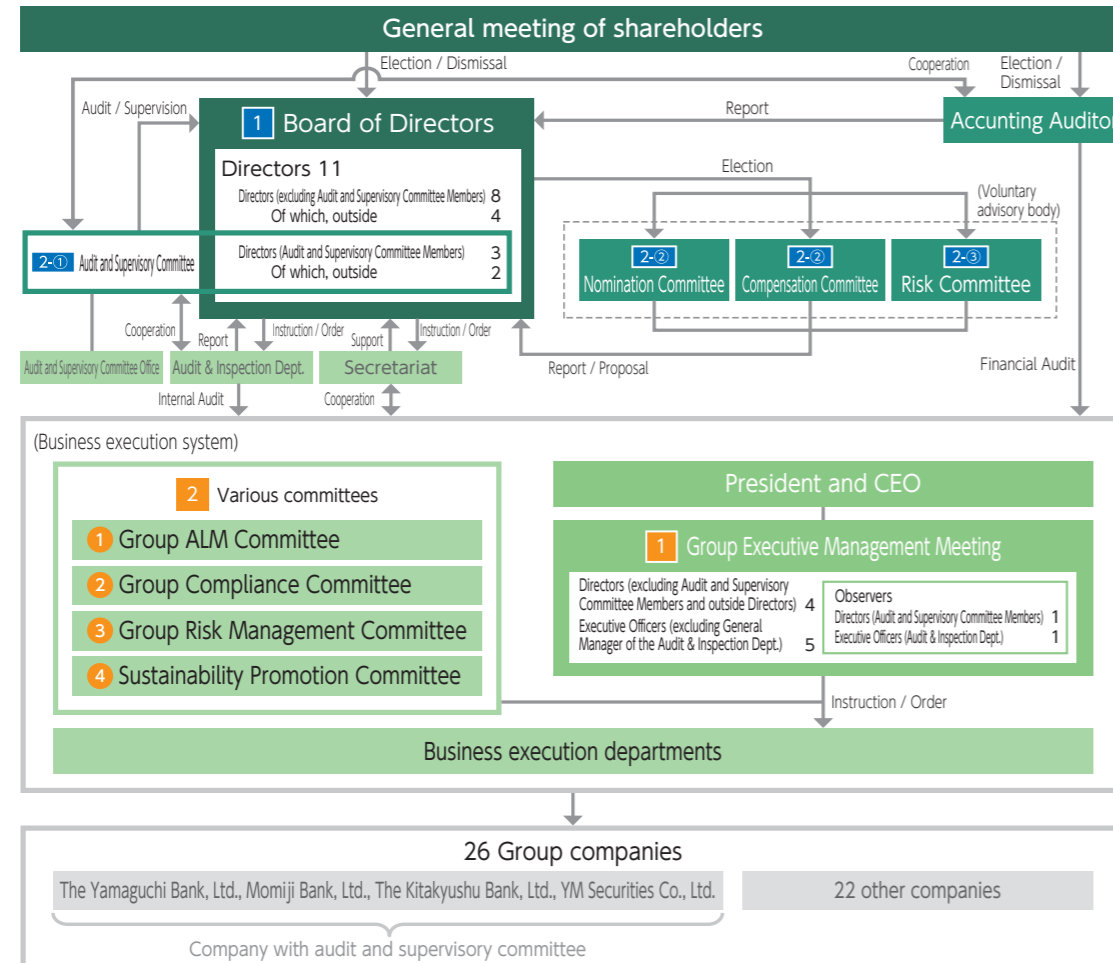 General meeting of shareholders
Election / Dismissal
Cooperation
Election /
Dismissal
Audit / Supervision
1 Board of Directors
Report
Accunting Auditor
Directors 11
Directors (excluding Audit and Supervisory Committee Members) 8
Of which, outside 4
Election
(Voluntary
advisory body)
2-① Audit and Supervisory Committee
Directors (Audit and Supervisory Committee Members) 3
Of which, outside 2
2-②
Nomination Committee
2-②
Compensation Committee
2-③
Risk Committee
Cooperation
Report
Instruction / Order
Support
Instruction / Order
Audit and Supervisory Committee Office
Audit & Inspection Dept.
Secretariat
Report / Proposal
Financial Audit
Internal Audit
Cooperation
(Business execution system)
2 Various committees
1 Group ALM Committee
2 Group Compliance Committee
3 Group Risk Management Committee
4 Sustainability Promotion Committee
President and CEO
1 Group Executive Management Meeting
Directors (excluding Audit and Supervisory
Committee Members and outside Directors) 4
Executive Officers (excluding General
Manager of the Audit & Inspection Dept.) 5
Observers
Directors (Audit and Supervisory Committee Members) 1
Executive Officers (Audit & Inspection Dept.) 1
Instruction / Order
Business execution departments
26 Group companies
The Yamaguchi Bank, Ltd., Momiji Bank, Ltd., The Kitakyushu Bank, Ltd., YM Securities Co., Ltd.
22 other companies
Company with audit and supervisory committee